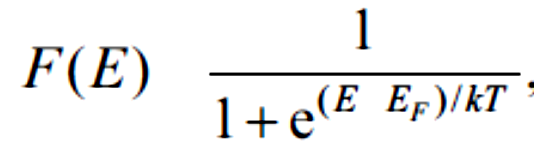 F(E) 1/(1+e^{(E E_F)/kT}),